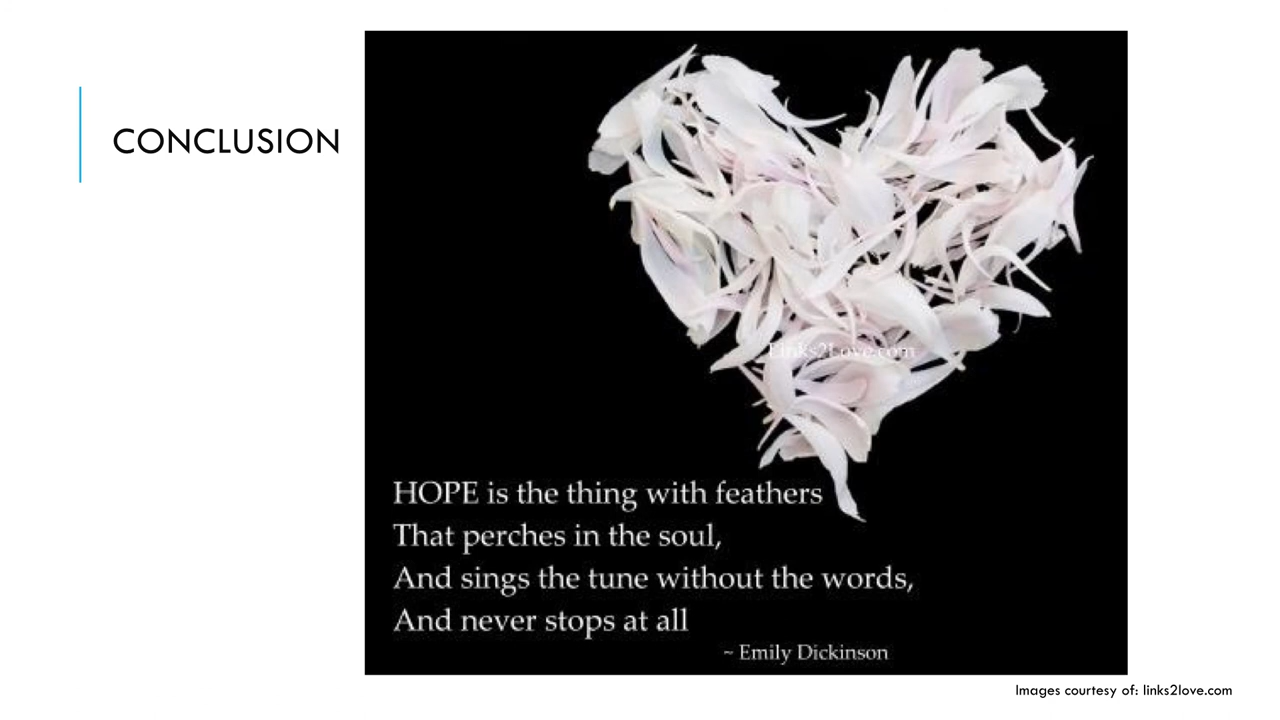 CONCLUSION
Links2Love.com
HOPE is the thing with feathers
That perches in the soul,
And sings the tune without the words,
And never stops at all
~ Emily Dickinson
Images courtesy of: links2love.com